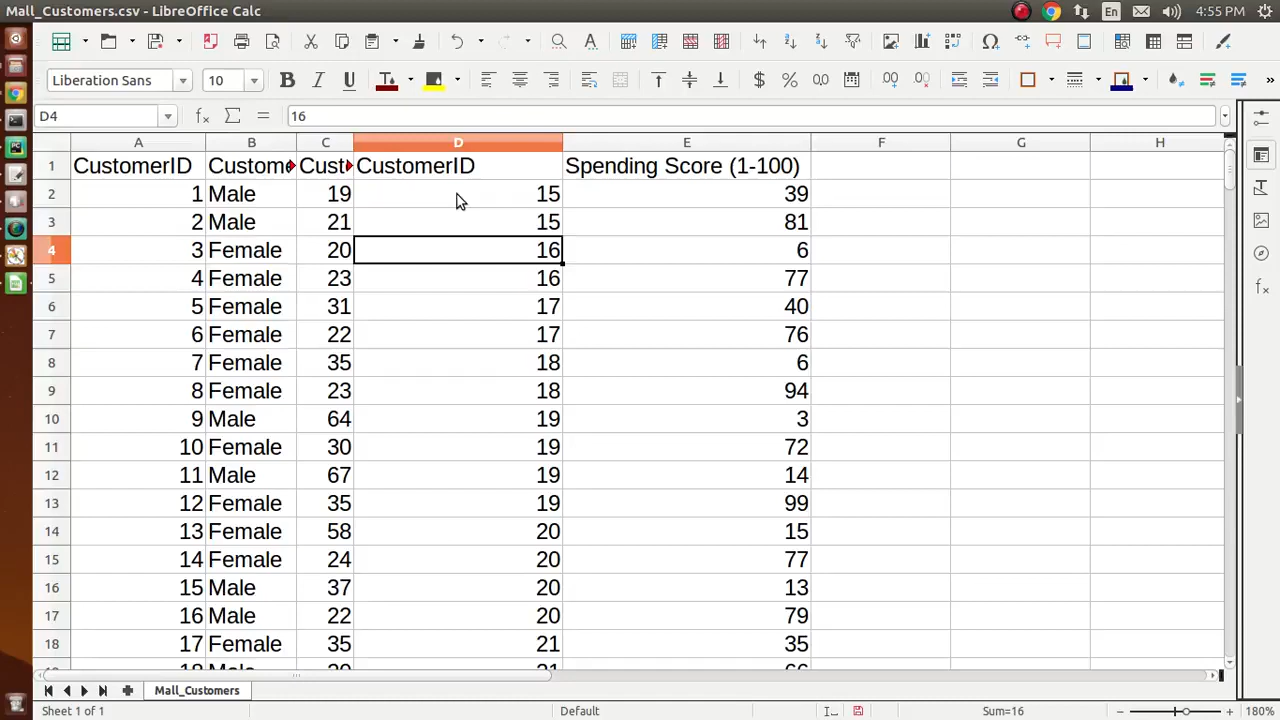 Mall_Customers.csv - LibreOffice Calc
En
4:55 PM
Liberation Sans
10
D4
16
A B C D E F G H
1 CustomerID Custome Cust CustomerID Spending Score (1-100)
2 1 Male 19 15 39
3 2 Male 21 15 81
4 3 Female 20 16 6
5 4 Female 23 16 77
6 5 Female 31 17 40
7 6 Female 22 17 76
8 7 Female 35 18 6
9 8 Female 23 18 94
10 9 Male 64 19 3
11 10 Female 30 19 72
12 11 Male 67 19 14
13 12 Female 35 19 99
14 13 Female 58 20 15
15 14 Female 24 20 77
16 15 Male 37 20 13
17 16 Male 22 20 79
18 17 Female 35 21 35
18 Male 21 66
Mall_Customers
Sheet 1 of 1 Default Sum=16 180%